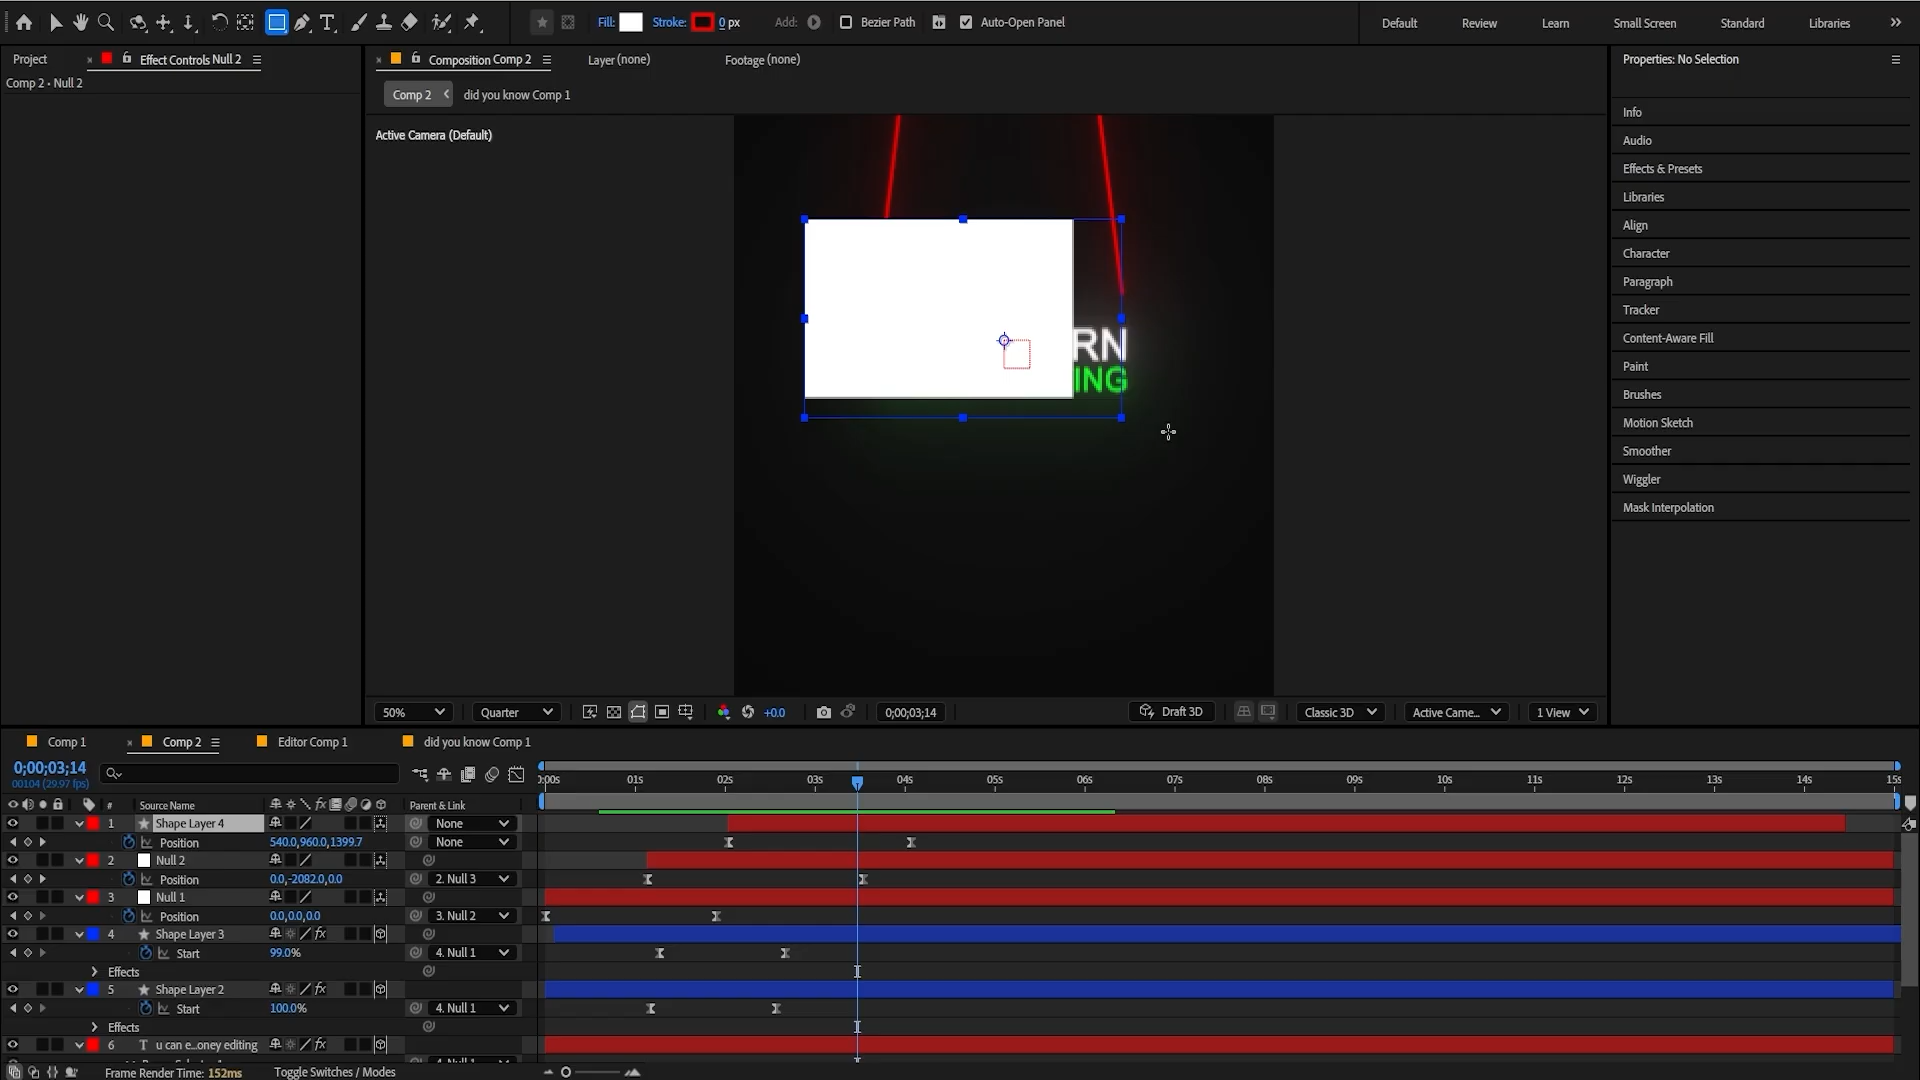 Fill:
Stroke:
0 px
Add:
Bezier Path
Auto-Open Panel
Default
Review
Learn
Small Screen
Standard
Libraries
Project
Effect Controls Null 2
Composition Comp 2
Layer (none)
Footage (none)
Properties: No Selection
Comp 2 • Null 2
Comp 2
did you know Comp 1
Active Camera (Default)
Info
Audio
Effects & Presets
Libraries
Align
Character
Paragraph
Tracker
Content-Aware Fill
Paint
Brushes
Motion Sketch
Smoother
Wiggler
Mask Interpolation
RN
ING
50%
Quarter
+0.0
0;00;03;14
Draft 3D
Classic 3D
Active Came...
1 View
Comp 1
Comp 2
Editor Comp 1
did you know Comp 1
0;00;03;14
00104 (29.97 fps)
:00s 01s 02s 03s 04s 05s 06s 07s 08s 09s 10s 11s 12s 13s 14s 15s
# Source Name fx Parent & Link
1 Shape Layer 4 None
Position 540.0,960.0,1399.7 None
2 Null 2
Position 0.0,-2082.0,0.0 2. Null 3
3 Null 1
Position 0.0,0.0,0.0 3. Null 2
4 Shape Layer 3 fx
Start 99.0% 4. Null 1
Effects
5 Shape Layer 2 fx
Start 100.0% 4. Null 1
Effects
6 T u can e...oney editing fx
Frame Render Time: 152ms
Toggle Switches / Modes